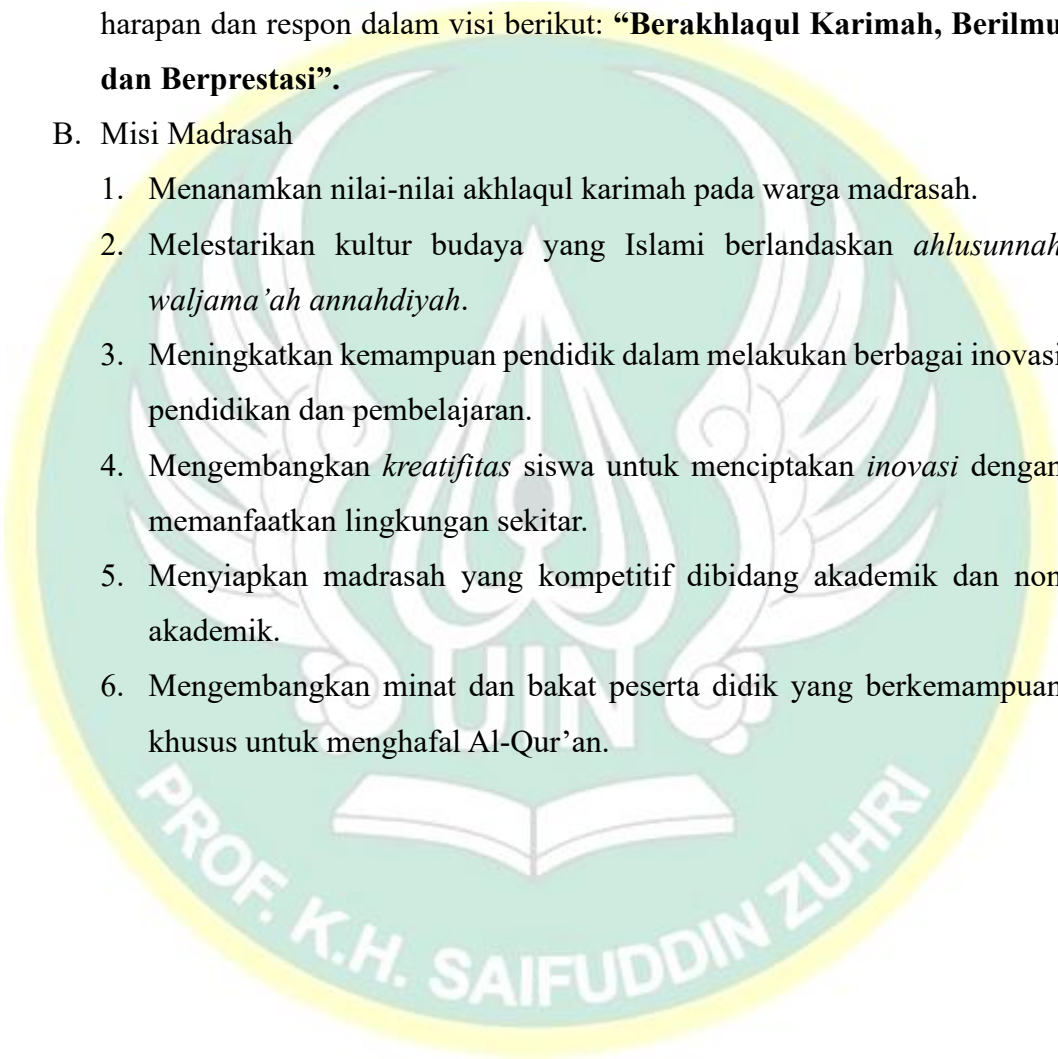 harapan dan respon dalam visi berikut: “Berakhlaqul Karimah, Berilmu
dan Berprestasi”.
B. Misi Madrasah
1. Menanamkan nilai-nilai akhlaqul karimah pada warga madrasah.
2. Melestarikan kultur budaya yang Islami berlandaskan ahlusunnah
waljama’ah annahdiyah.
3. Meningkatkan kemampuan pendidik dalam melakukan berbagai inovasi
pendidikan dan pembelajaran.
4. Mengembangkan kreatifitas siswa untuk menciptakan inovasi dengan
memanfaatkan lingkungan sekitar.
5. Menyiapkan madrasah yang kompetitif dibidang akademik dan non
akademik.
6. Mengembangkan minat dan bakat peserta didik yang berkemampuan
khusus untuk menghafal Al-Qur’an.
UIN
PROF. K.H. SAIFUDDIN ZUHRI